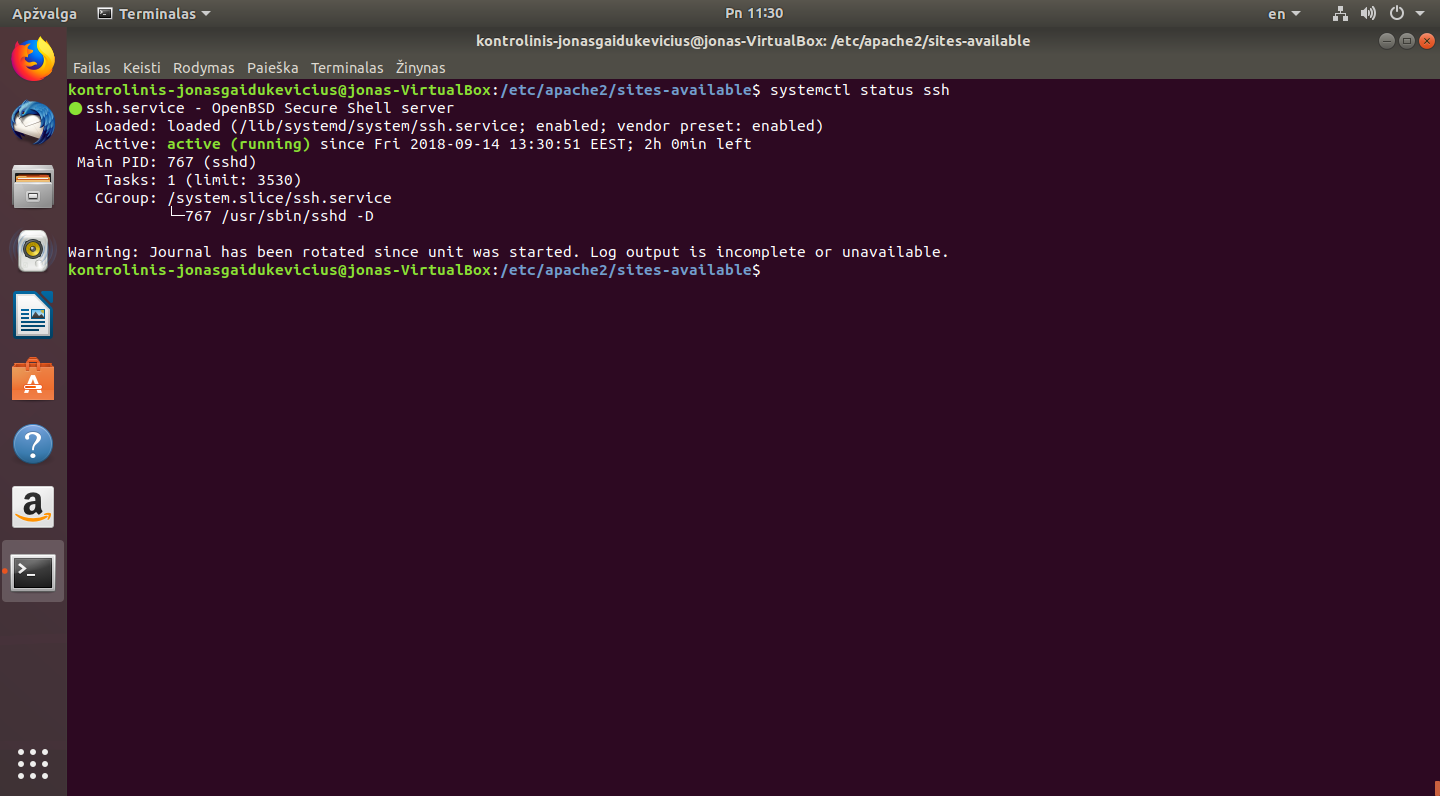 Apžvalga Terminalas Pn 11:30 en
kontrolinis-jonasgaidukevicius@jonas-VirtualBox: /etc/apache2/sites-available
Failas Keisti Rodymas Paieška Terminalas Žinynas
kontrolinis-jonasgaidukevicius@jonas-VirtualBox:/etc/apache2/sites-available$ systemctl status ssh
● ssh.service - OpenBSD Secure Shell server
Loaded: loaded (/lib/systemd/system/ssh.service; enabled; vendor preset: enabled)
Active: active (running) since Fri 2018-09-14 13:30:51 EEST; 2h 0min left
Main PID: 767 (sshd)
Tasks: 1 (limit: 3530)
CGroup: /system.slice/ssh.service
└─767 /usr/sbin/sshd -D
Warning: Journal has been rotated since unit was started. Log output is incomplete or unavailable.
kontrolinis-jonasgaidukevicius@jonas-VirtualBox:/etc/apache2/sites-available$